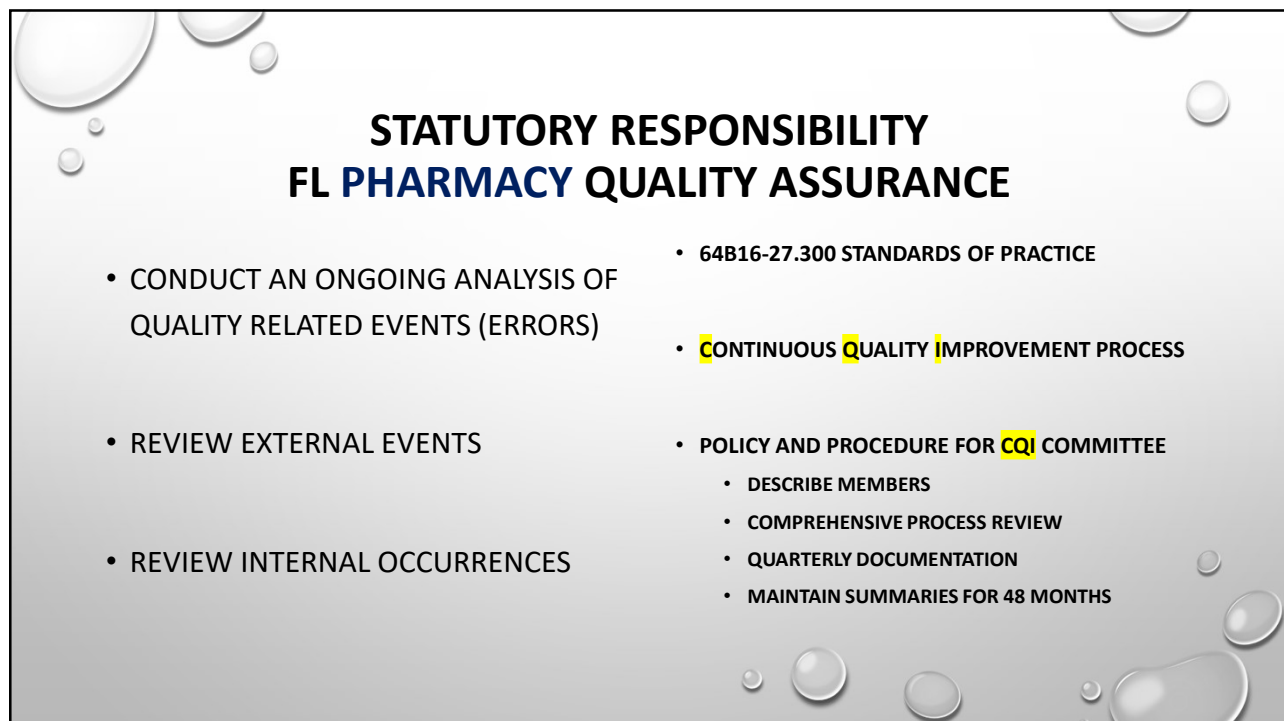 STATUTORY RESPONSIBILITY
FL PHARMACY QUALITY ASSURANCE
• CONDUCT AN ONGOING ANALYSIS OF
QUALITY RELATED EVENTS (ERRORS)
• REVIEW EXTERNAL EVENTS
• REVIEW INTERNAL OCCURRENCES
• 64B16-27.300 STANDARDS OF PRACTICE
• CONTINUOUS QUALITY IMPROVEMENT PROCESS
• POLICY AND PROCEDURE FOR CQI COMMITTEE
• DESCRIBE MEMBERS
• COMPREHENSIVE PROCESS REVIEW
• QUARTERLY DOCUMENTATION
• MAINTAIN SUMMARIES FOR 48 MONTHS